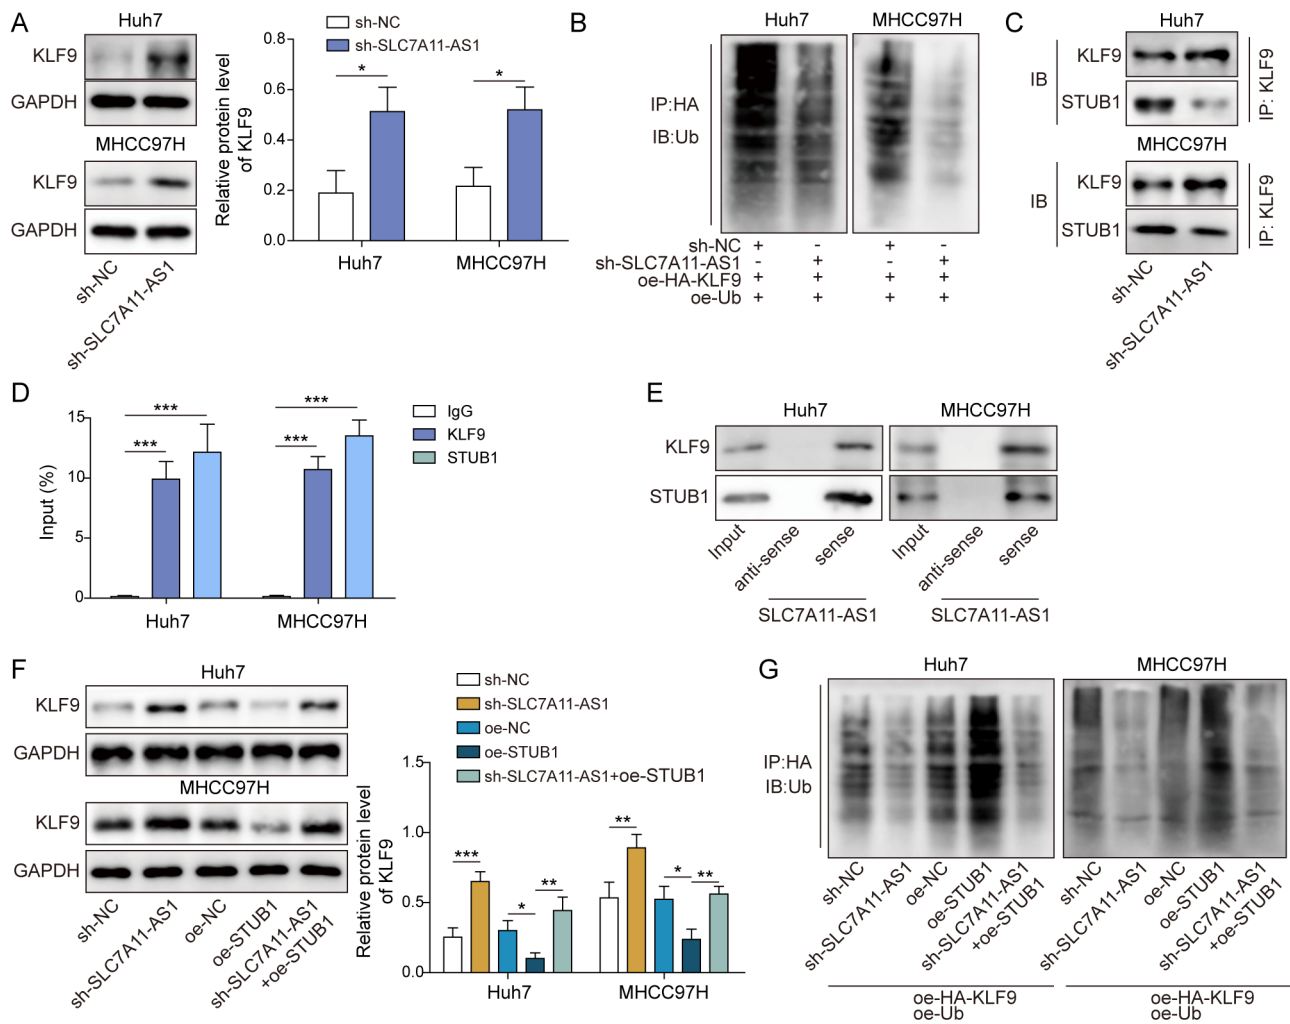 A
Huh7
KLF9
GAPDH
MHCC97H
KLF9
GAPDH
sh-NC
sh-SLC7A11-AS1
sh-NC
sh-SLC7A11-AS1
Relative protein level
of KLF9
0.8
0.6
0.4
0.2
0.0
*
*
Huh7
MHCC97H
B
Huh7
MHCC97H
IP:HA
IB:Ub
sh-NC + - + -
sh-SLC7A11-AS1 - + - +
oe-HA-KLF9 + + + +
oe-Ub + + + +
C
Huh7
IB
KLF9
STUB1
IP: KLF9
MHCC97H
IB
KLF9
STUB1
IP: KLF9
sh-NC
sh-SLC7A11-AS1
D
Input (%)
15
10
5
0
***
***
***
***
Huh7
MHCC97H
IgG
KLF9
STUB1
E
Huh7
MHCC97H
KLF9
STUB1
Input
anti-sense
sense
Input
anti-sense
sense
SLC7A11-AS1
SLC7A11-AS1
F
Huh7
KLF9
GAPDH
MHCC97H
KLF9
GAPDH
sh-NC
sh-SLC7A11-AS1
oe-NC
oe-STUB1
sh-SLC7A11-AS1
+oe-STUB1
sh-NC
sh-SLC7A11-AS1
oe-NC
oe-STUB1
sh-SLC7A11-AS1+oe-STUB1
Relative protein level
of KLF9
1.5
1.0
0.5
0.0
***
*
**
**
*
**
Huh7
MHCC97H
G
Huh7
MHCC97H
IP:HA
IB:Ub
sh-NC
sh-SLC7A11-AS1
oe-NC
oe-STUB1
sh-SLC7A11-AS1
+oe-STUB1
sh-NC
sh-SLC7A11-AS1
oe-NC
oe-STUB1
sh-SLC7A11-AS1
+oe-STUB1
oe-HA-KLF9
oe-Ub
oe-HA-KLF9
oe-Ub